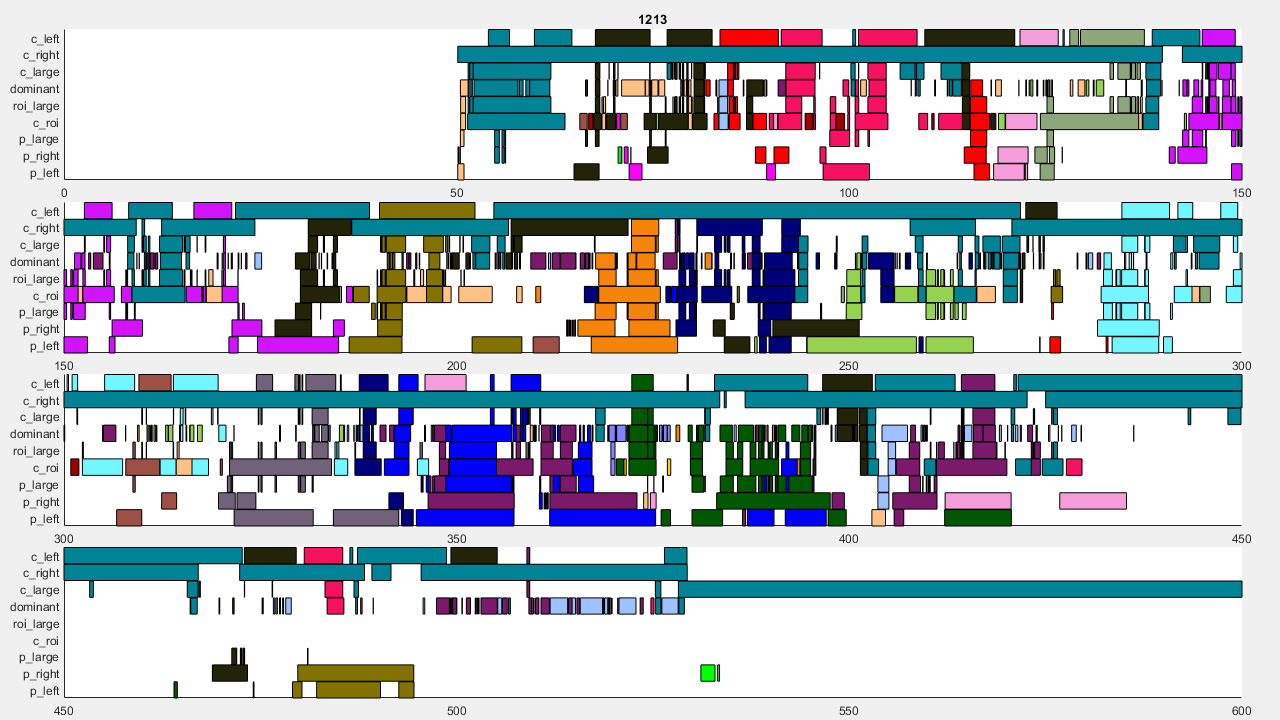 1213
c_left
c_right
c_large
dominant
roi_large
c_roi
p_large
p_right
p_left
0 50 100 150
c_left
c_right
c_large
dominant
roi_large
c_roi
p_large
p_right
p_left
150 200 250 300
c_left
c_right
c_large
dominant
roi_large
c_roi
p_large
p_right
p_left
300 350 400 450
c_left
c_right
c_large
dominant
roi_large
c_roi
p_large
p_right
p_left
450 500 550 600